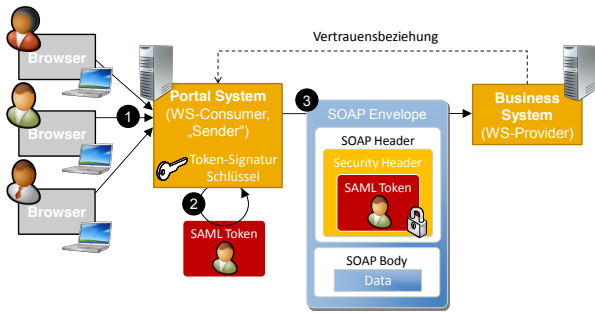 Vertrauensbeziehung
Browser
Browser
Browser
1
Portal System
(WS-Consumer,
„Sender“)
Token-Signatur
Schlüssel
2
SAML Token
3
SOAP Envelope
SOAP Header
Security Header
SAML Token
SOAP Body
Data
Business
System
(WS-Provider)